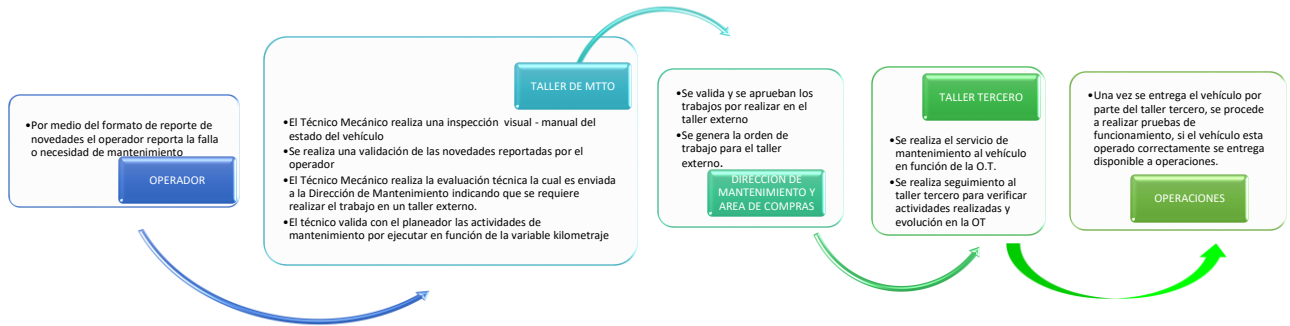 •Por medio del formato de reporte de
novedades el operador reporta la falla
o necesidad de mantenimiento
OPERADOR
TALLER DE MTTO
•El Técnico Mecánico realiza una inspección visual - manual del
estado del vehículo
•Se realiza una validación de las novedades reportadas por el
operador
•El Técnico Mecánico realiza la evaluación técnica la cual es enviada
a la Dirección de Mantenimiento indicando que se requiere
realizar el trabajo en un taller externo.
•El técnico valida con el planeador las actividades de
mantenimiento por ejecutar en función de la variable kilometraje
•Se valida y se aprueban los
trabajos por realizar en el
taller externo
•Se genera la orden de
trabajo para el taller
externo.
DIRECCION DE
MANTENIMIENTO Y
AREA DE COMPRAS
TALLER TERCERO
•Se realiza el servicio de
mantenimiento al vehículo
en función de la O.T.
•Se realiza seguimiento al
taller tercero para verificar
actividades realizadas y
evolución en la OT
•Una vez se entrega el vehículo por
parte del taller tercero, se procede
a realizar pruebas de
funcionamiento, si el vehículo esta
operado correctamente se entrega
disponible a operaciones.
OPERACIONES